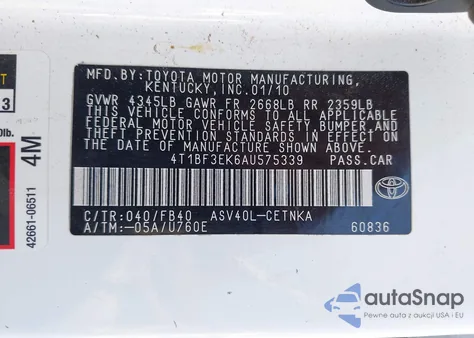 MFD.BY:TOYOTA MOTOR MANUFACTURING,
KENTUCKY,INC.01/10
GVWR 4345LB GAWR FR 2668LB RR 2359LB
THIS VEHICLE CONFORMS TO ALL APPLICABLE
FEDERAL MOTOR VEHICLE SAFETY, BUMPER, AND
THEFT PREVENTION STANDARDS IN EFFECT ON
THE DATE OF MANUFACTURE SHOWN ABOVE.
4T1BF3EK6AU575339 PASS.CAR
C/TR:040/FB40 ASV40L-CETNKA
A/TM:-05A/U760E 60836
TOYOTA
3
0lb.
4M
42661-06511
autoSnap
Pewne auta z USA i EU